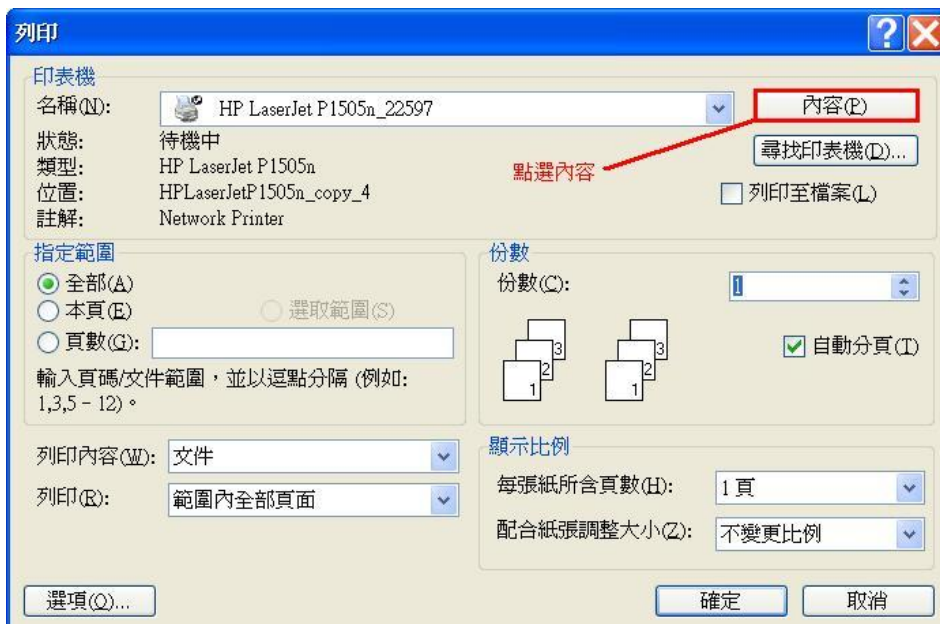 列印
印表機
名稱(N):
HP LaserJet P1505n_22597
內容(P)
狀態:
待機中
尋找印表機(D)...
類型:
HP LaserJet P1505n
點選內容
位置:
HPLaserJetP1505n_copy_4
列印至檔案(L)
註解:
Network Printer
指定範圍
全部(A)
本頁(E)
選取範圍(S)
頁數(G):
輸入頁碼/文件範圍,並以逗點分隔 (例如:
1,3,5 - 12)。
份數
份數(C):
1
3
2
1
3
2
1
自動分頁(T)
列印內容(W):
文件
列印(R):
範圍內全部頁面
顯示比例
每張紙所含頁數(H):
1 頁
配合紙張調整大小(Z):
不變更比例
選項(O)...
確定
取消